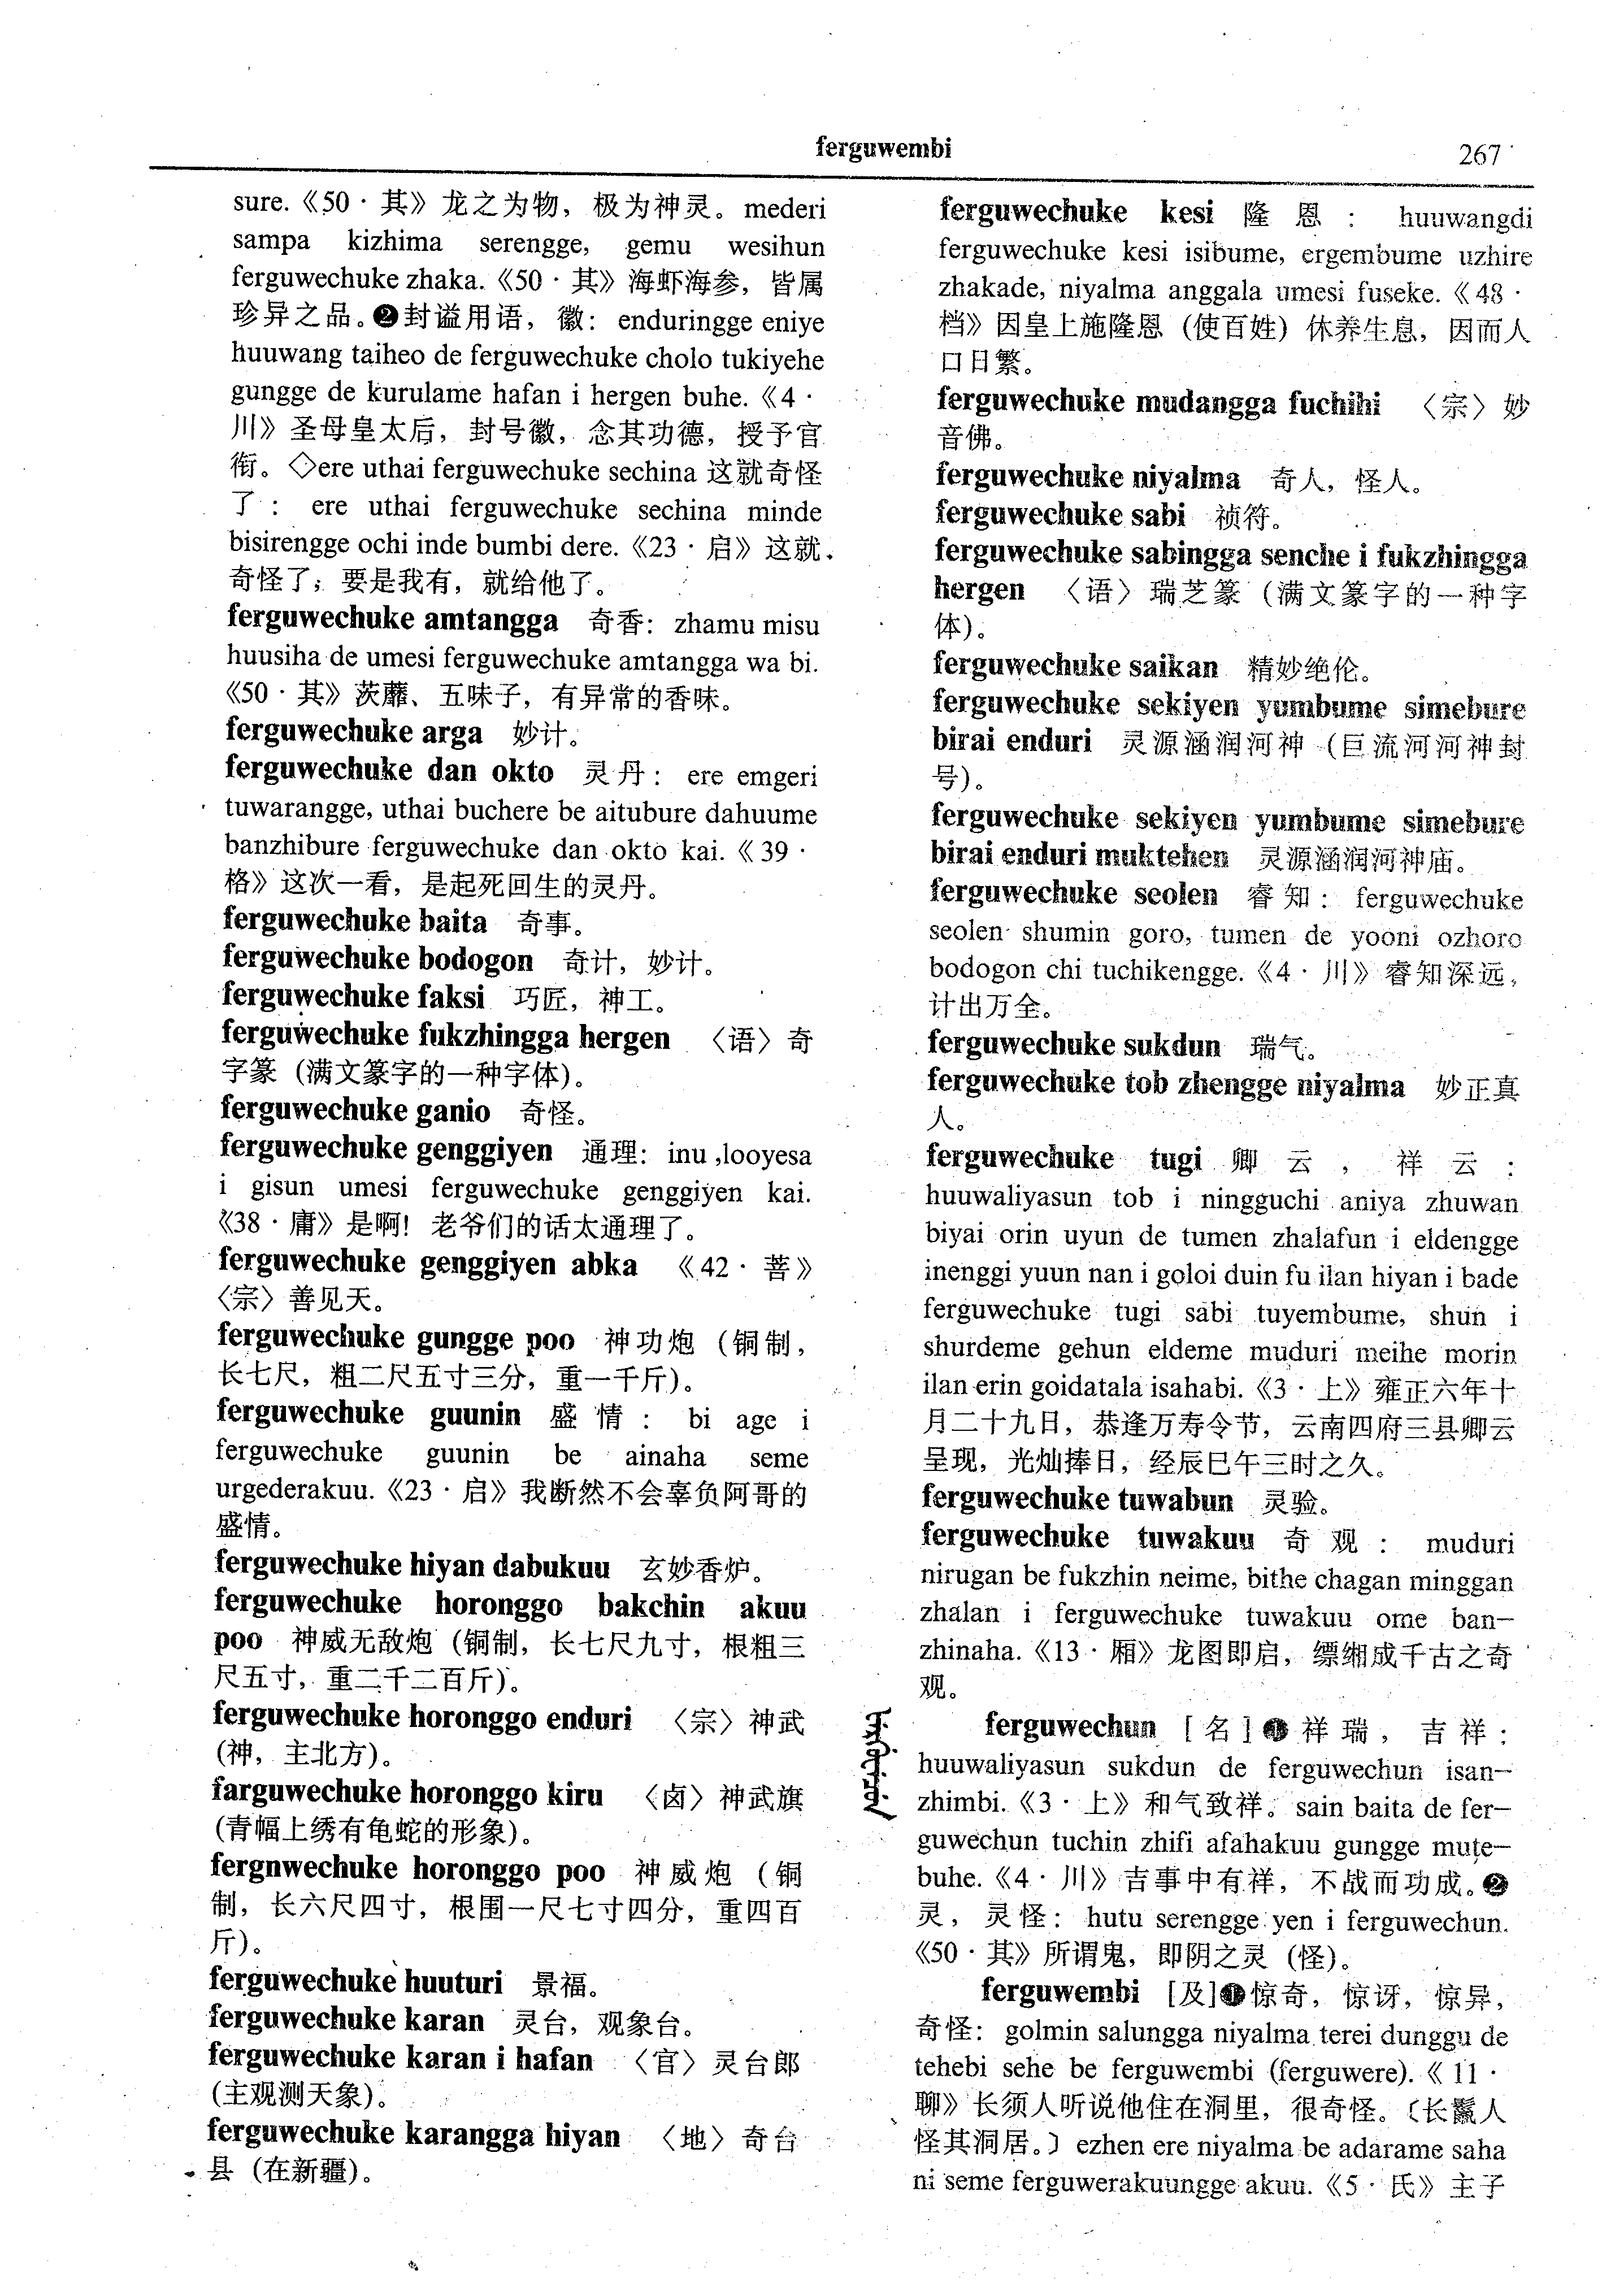 ferguwembi
267
sure.《50·其》龙之为物，极为神灵。mederi
sampa kizhima serengge, gemu wesihun
ferguwechuke zhaka.《50·其》海虾海参，皆属
珍异之品。❷封谥用语，徽：enduringge eniye
huuwang taiheo de ferguwechuke cholo tukiyehe
gungge de kurulame hafan i hergen buhe.《4·
川》圣母皇太后，封号徽，念其功德，授予官
衔。◇ere uthai ferguwechuke sechina 这就奇怪
了：ere uthai ferguwechuke sechina minde
bisirengge ochi inde bumbi dere.《23·启》这就
奇怪了；要是我有，就给他了。
ferguwechuke amtangga 奇香：zhamu misu
huusiha de umesi ferguwechuke amtangga wa bi.
《50·其》茨蘼、五味子，有异常的香味。
ferguwechuke arga 妙计。
ferguwechuke dan okto 灵丹：ere emgeri
tuwarangge, uthai buchere be aitubure dahuume
banzhibure ferguwechuke dan okto kai.《39·
格》这次一看，是起死回生的灵丹。
ferguwechuke baita 奇事。
ferguwechuke bodogon 奇计，妙计。
ferguwechuke faksi 巧匠，神工。
ferguwechuke fukzhingga hergen 〈语〉奇
字篆（满文篆字的一种字体）。
ferguwechuke ganio 奇怪。
ferguwechuke genggiyen 通理：inu ,looyesa
i gisun umesi ferguwechuke genggiyen kai.
《38·庸》是啊！老爷们的话太通理了。
ferguwechuke genggiyen abka 《42·菩》
〈宗〉善见天。
ferguwechuke gungge poo 神功炮（铜制，
长七尺，粗二尺五寸三分，重一千斤）。
ferguwechuke guunin 盛情：bi age i
ferguwechuke guunin be ainaha seme
urgederakuu.《23·启》我断然不会辜负阿哥的
盛情。
ferguwechuke hiyan dabukuu 玄妙香炉。
ferguwechuke horonggo bakchin akuu
poo 神威无敌炮（铜制，长七尺九寸，根粗三
尺五寸，重二千二百斤）。
ferguwechuke horonggo enduri 〈宗〉神武
（神，主北方）。
farguwechuke horonggo kiru 〈卤〉神武旗
（青幅上绣有龟蛇的形象）。
fergnwechuke horonggo poo 神威炮（铜
制，长六尺四寸，根围一尺七寸四分，重四百
斤）。
ferguwechuke huuturi 景福。
ferguwechuke karan 灵台，观象台。
ferguwechuke karan i hafan 〈官〉灵台郎
（主观测天象）。
ferguwechuke karangga hiyan 〈地〉奇台
县（在新疆）。
ferguwechuke kesi 隆恩：huuwangdi
ferguwechuke kesi isibume, ergembume uzhire
zhakade, niyalma anggala umesi fuseke.《48·
档》因皇上施隆恩（使百姓）休养生息，因而人
口日繁。
ferguwechuke mudangga fuchihi 〈宗〉妙
音佛。
ferguwechuke niyalma 奇人，怪人。
ferguwechuke sabi 祯符。
ferguwechuke sabingga senche i fukzhingga
hergen 〈语〉瑞芝篆（满文篆字的一种字
体）。
ferguwechuke saikan 精妙绝伦。
ferguwechuke sekiyen yumbume simebure
birai enduri 灵源涵润河神（巨流河河神封
号）。
ferguwechuke sekiyen yumbume simebure
birai enduri muktehen 灵源涵润河神庙。
ferguwechuke seolen 睿知：ferguwechuke
seolen shumin goro, tumen de yooni ozhoro
bodogon chi tuchikengge.《4·川》睿知深远，
计出万全。
ferguwechuke sukdun 瑞气。
ferguwechuke tob zhengge niyalma 妙正真
人。
ferguwechuke tugi 卿云，祥云：
huuwaliyasun tob i ningguchi aniya zhuwan
biyai orin uyun de tumen zhalafun i eldengge
inenggi yuun nan i goloi duin fu ilan hiyan i bade
ferguwechuke tugi sabi tuyembume, shun i
shurdeme gehun eldeme muduri meihe morin
ilan erin goidatala isahabi.《3·上》雍正六年十
月二十九日，恭逢万寿令节，云南四府三县卿云
呈现，光灿捧日，经辰巳午三时之久。
ferguwechuke tuwabun 灵验。
ferguwechuke tuwakuu 奇观：muduri
nirugan be fukzhin neime, bithe chagan minggan
zhalan i ferguwechuke tuwakuu ome ban—
zhinaha.《13·厢》龙图即启，缥缃成千古之奇
观。
ferguwechun ［名］❶祥瑞，吉祥：
huuwaliyasun sukdun de ferguwechun isan—
zhimbi.《3·上》和气致祥。sain baita de fer—
guwechun tuchin zhifi afahakuu gungge mute—
buhe.《4·川》吉事中有祥，不战而功成。❷
灵，灵怪：hutu serengge yen i ferguwechun.
《50·其》所谓鬼，即阴之灵（怪）。
ferguwembi ［及］❶惊奇，惊讶，惊异，
奇怪：golmin salungga niyalma terei dunggu de
tehebi sehe be ferguwembi (ferguwere).《11·
聊》长须人听说他住在洞里，很奇怪。〔长鬣人
怪其洞居。〕ezhen ere niyalma be adarame saha
ni seme ferguwerakuungge akuu.《5·氏》主子